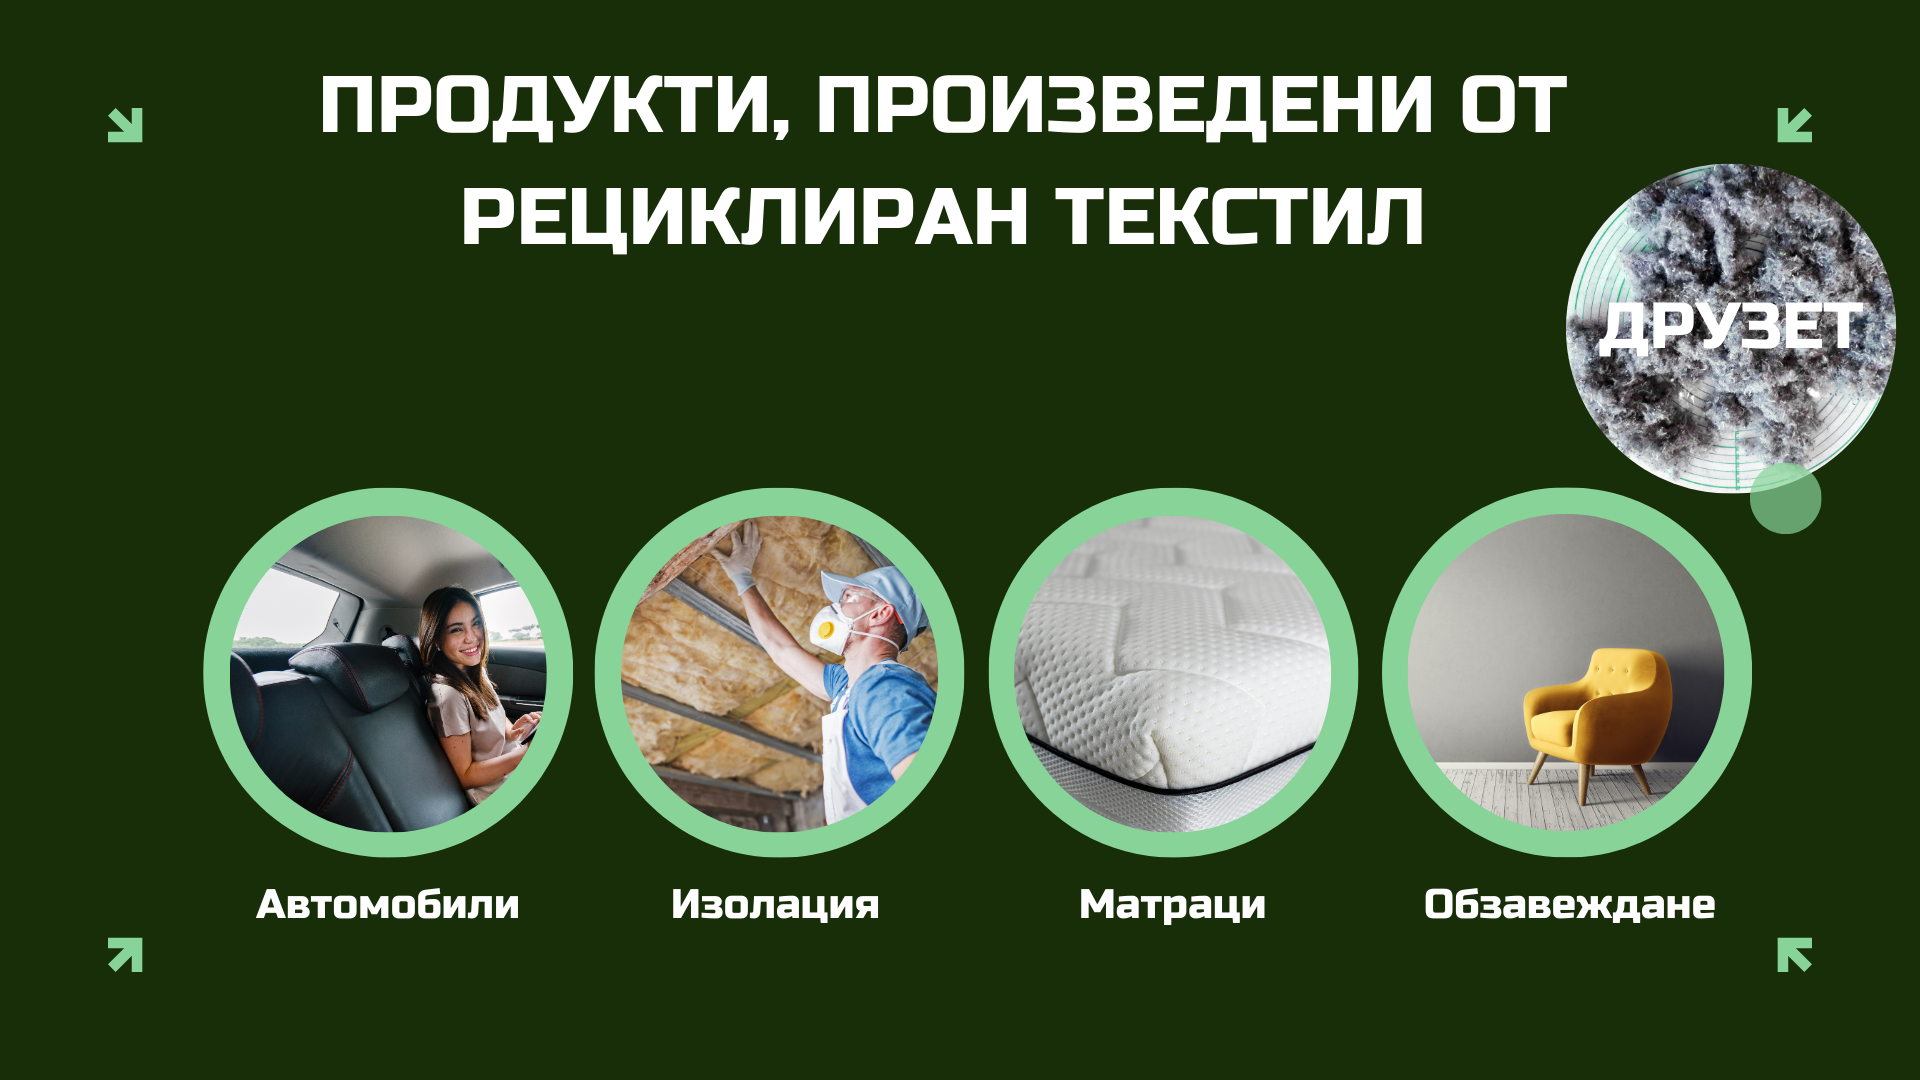 ПРОДУКТИ, ПРОИЗВЕДЕНИ ОТ
РЕЦИКЛИРАН ТЕКСТИЛ
ДРУЗЕТ
Автомобили
Изолация
Матраци
Обзавеждане